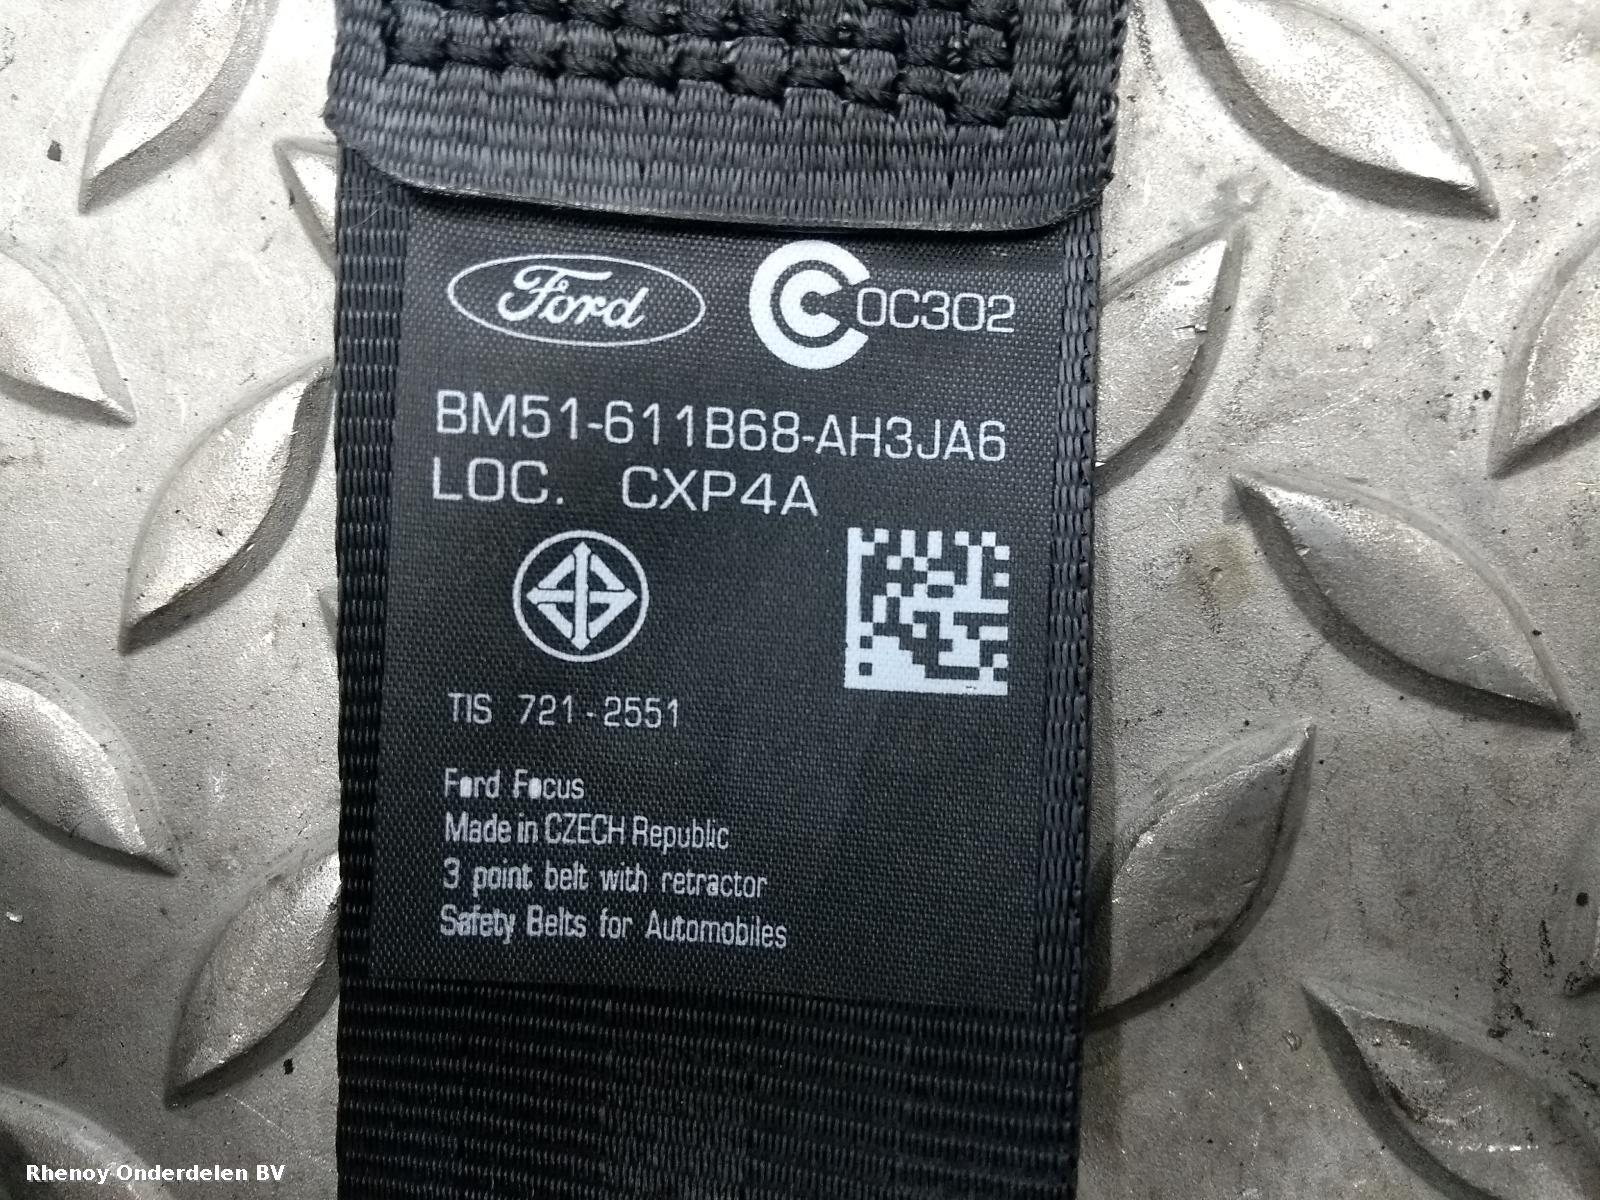 Ford 0C302
BM51-611B68-AH3JA6
LOC. CXP4A
TIS 721-2551
Ford Focus
Made in CZECH Republic
3 point belt with retractor
Safety Belts for Automobiles
Rhenoy Onderdelen BV